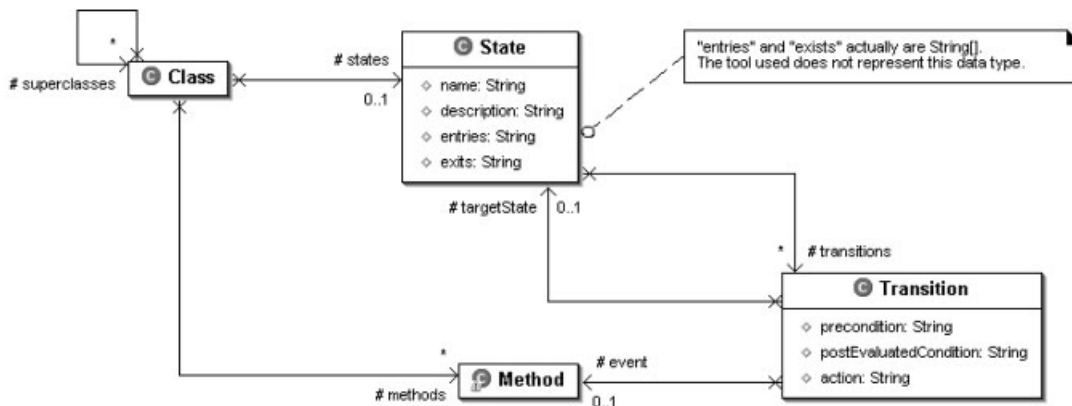 *
# superclasses
C Class
# states
0..1
C State
name: String
description: String
entries: String
exits: String
"entries" and "exists" actually are String[].
The tool used does not represent this data type.
# targetState
0..1
*
# transitions
C Transition
precondition: String
postEvaluatedCondition: String
action: String
*
# methods
C Method
# event
0..1